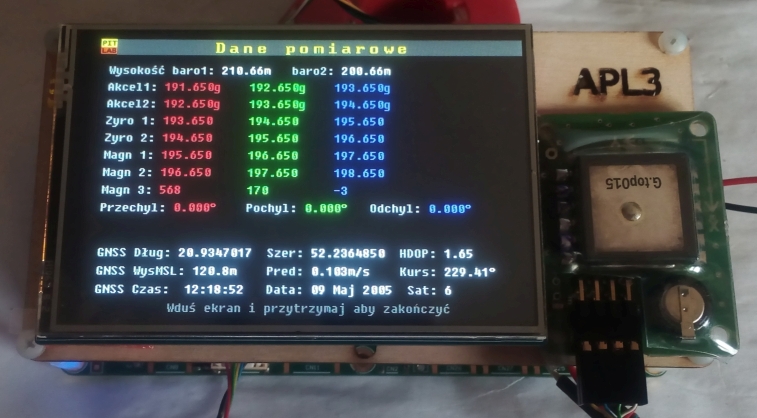 PIT
LAB
Dane pomiarowe
Wysokość baro1: 210.66m baro2: 200.66m
Akcel1: 191.650g 192.650g 193.650g
Akcel2: 192.650g 193.650g 194.650g
Zyro 1: 193.650 194.650 195.650
Zyro 2: 194.650 195.650 196.650
Magn 1: 195.650 196.650 197.650
Magn 2: 196.650 197.650 198.650
Magn 3: 568 170 -3
Przechyl: 0.000° Pochyl: 0.000° Odchyl: 0.000°
GNSS Dług: 20.9347017 Szer: 52.2364850 HDOP: 1.65
GNSS WysMSL: 120.8m Pred: 0.103m/s Kurs: 229.41°
GNSS Czas: 12:18:52 Data: 09 Maj 2005 Sat: 6
Wduś ekran i przytrzymaj aby zakończyć
APL3
G.top015